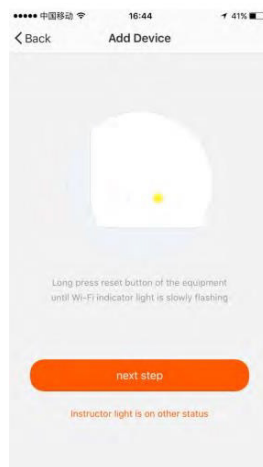 中国移动 16:44 41%
Back Add Device
Long press reset button of the equipment
until Wi-Fi indicator light is slowly flashing
next step
Instructor light is on other status